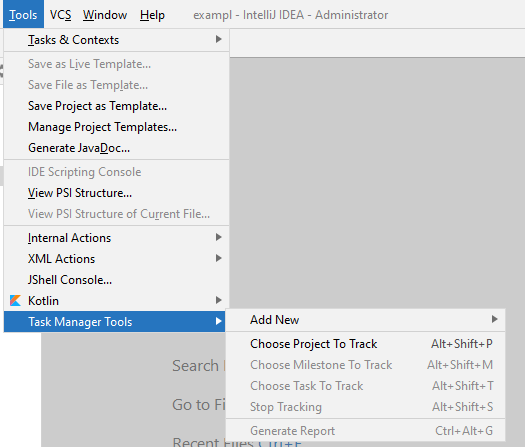 Tools VCS Window Help exampl - IntelliJ IDEA - Administrator
Tasks & Contexts
Save as Live Template...
Save File as Template...
Save Project as Template...
Manage Project Templates...
Generate JavaDoc...
IDE Scripting Console
View PSI Structure...
View PSI Structure of Current File...
Internal Actions
XML Actions
JShell Console...
Kotlin
Task Manager Tools
Add New
Choose Project To Track Alt+Shift+P
Choose Milestone To Track Alt+Shift+M
Choose Task To Track Alt+Shift+T
Stop Tracking Alt+Shift+S
Generate Report Ctrl+Alt+G
Search
Go to Fi
Recent Files Ctrl+E